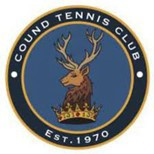 COUND TENNIS CLUB
EST. 1970